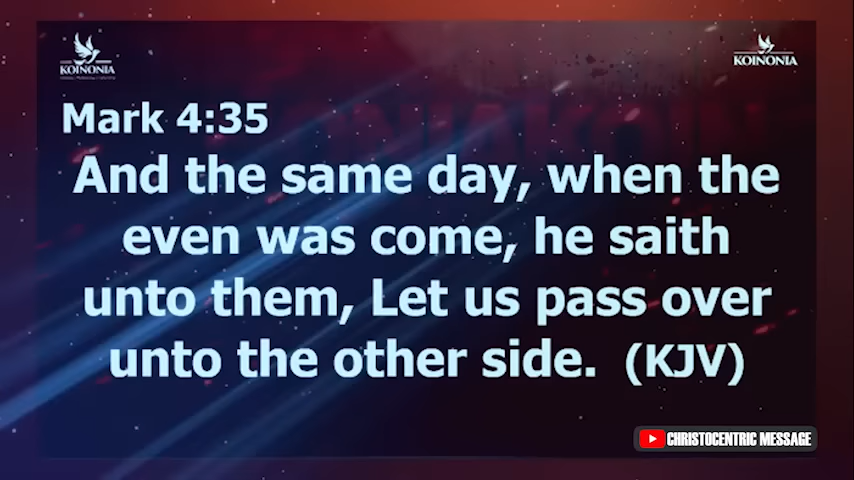 KOINONIA
KOINONIA
Mark 4:35
And the same day, when the
even was come, he saith
unto them, Let us pass over
unto the other side. (KJV)
CHRISTOCENTRIC MESSAGE